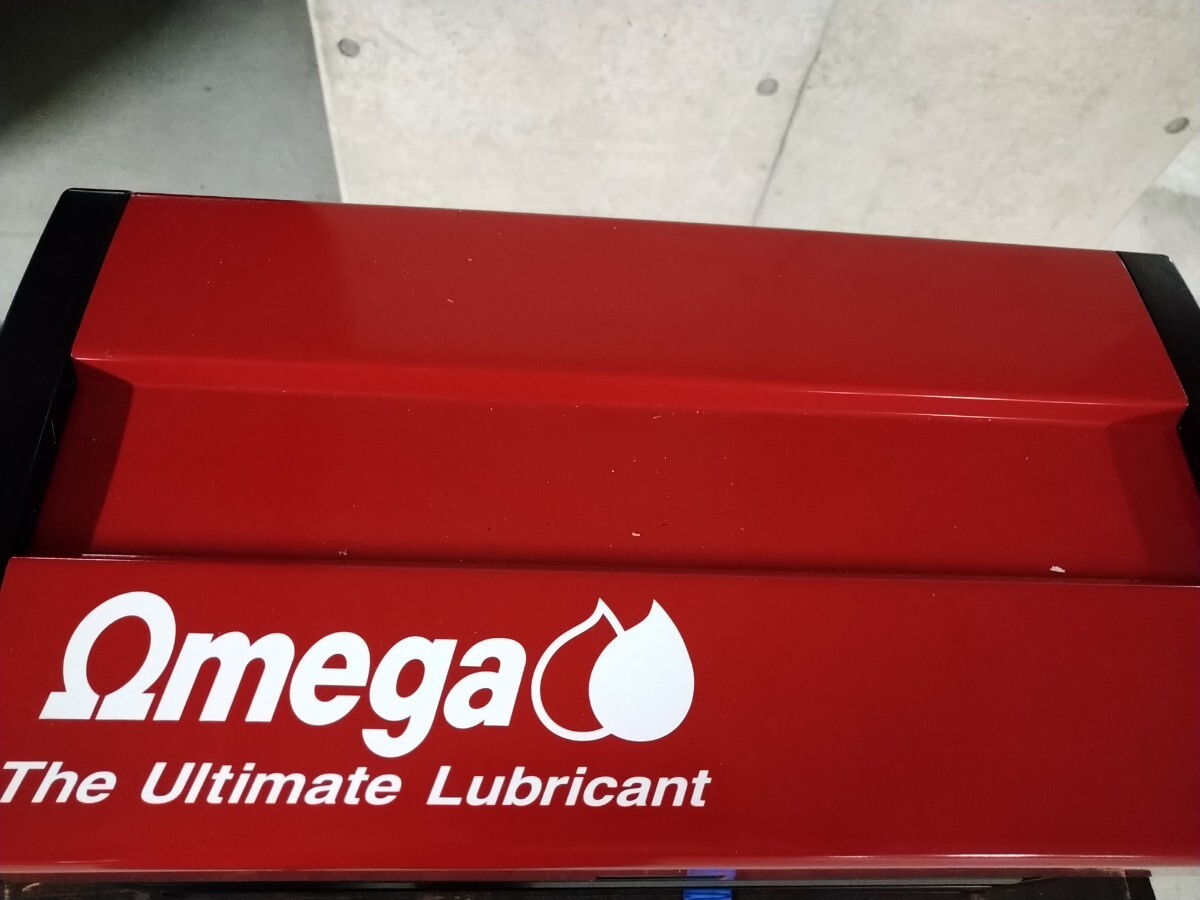 Ωmega
The Ultimate Lubricant